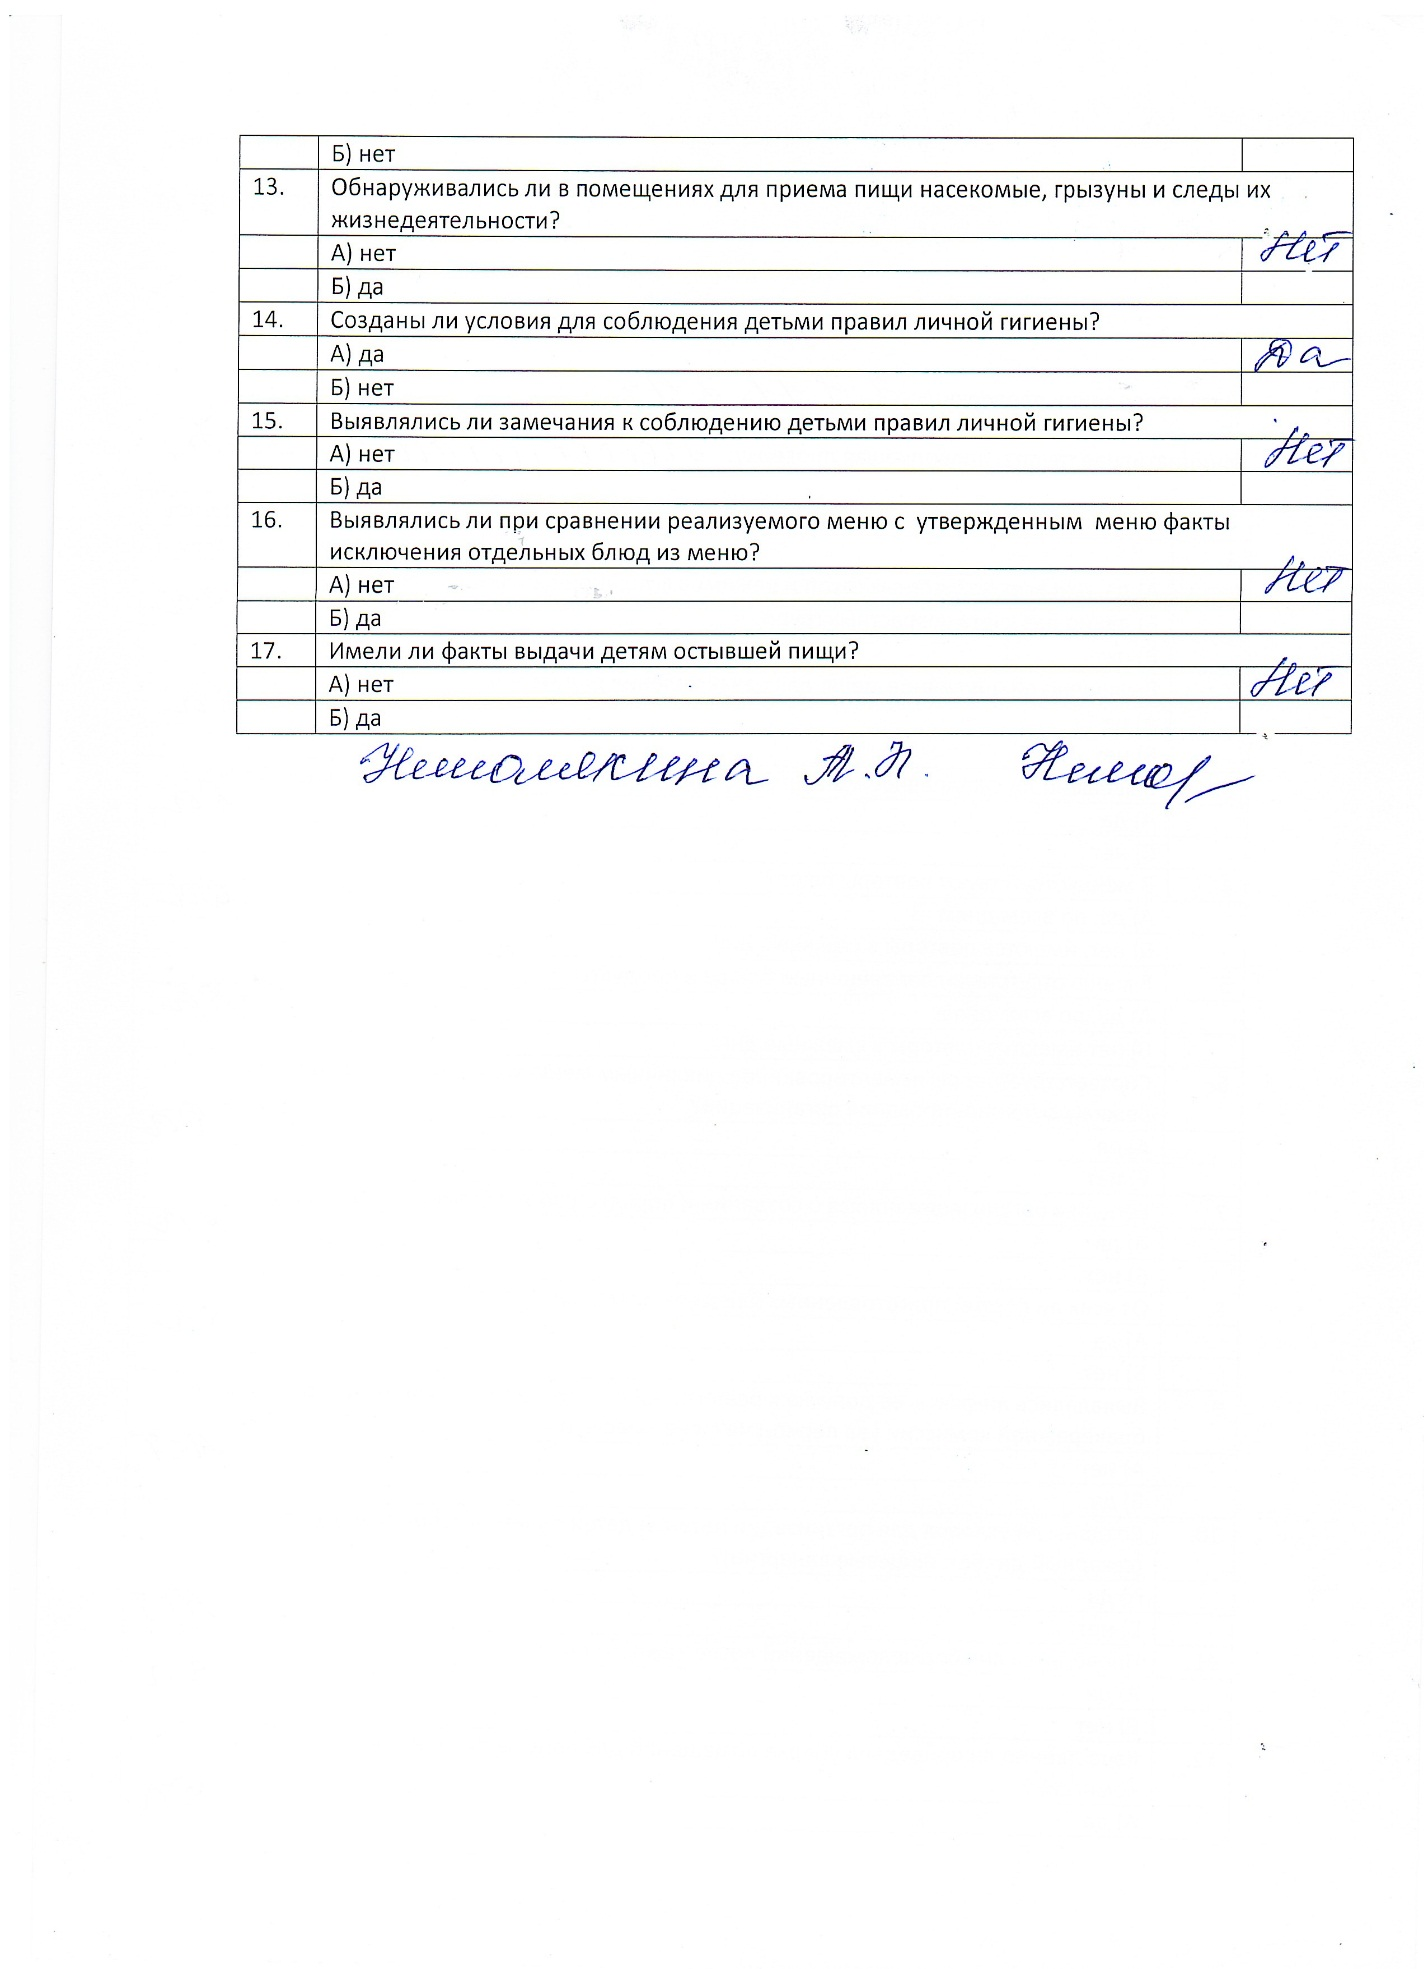 Б) нет
13. Обнаруживались ли в помещениях для приема пищи насекомые, грызуны и следы их
жизнедеятельности?
А) нет Нет
Б) да
14. Созданы ли условия для соблюдения детьми правил личной гигиены?
А) да Да
Б) нет
15. Выявлялись ли замечания к соблюдению детьми правил личной гигиены?
А) нет Нет
Б) да
16. Выявлялись ли при сравнении реализуемого меню с утвержденным меню факты
исключения отдельных блюд из меню?
А) нет Нет
Б) да
17. Имели ли факты выдачи детям остывшей пищи?
А) нет Нет
Б) да
А.П.